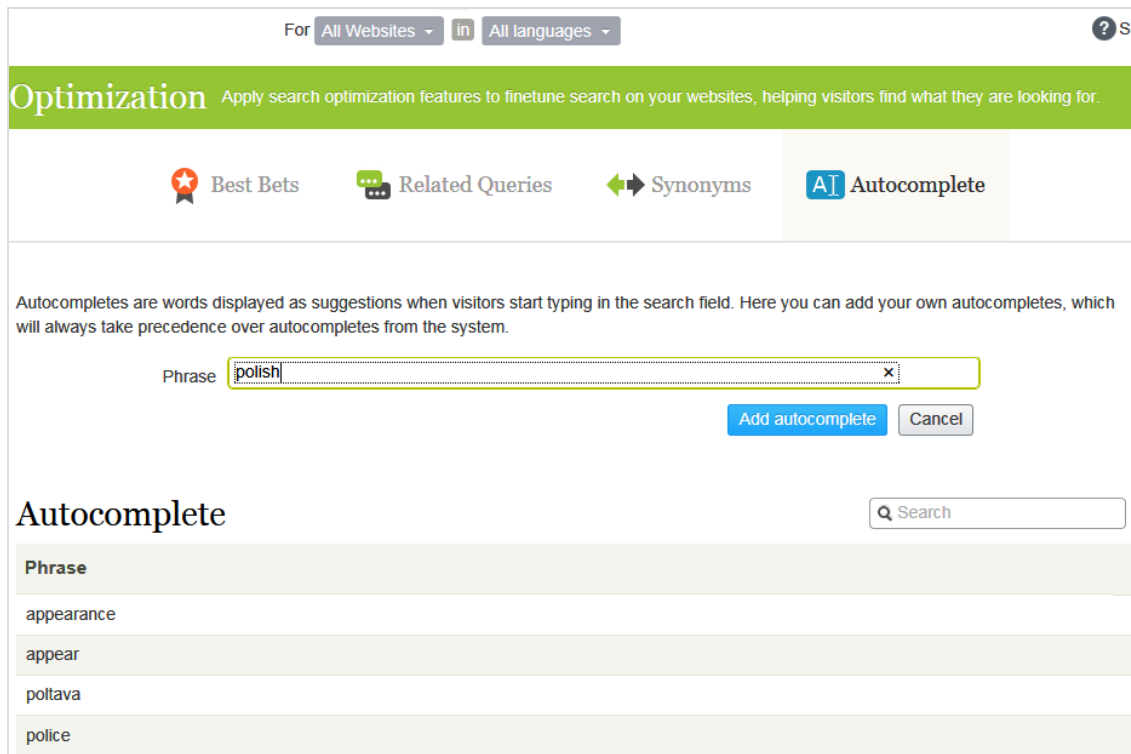 For All Websites in All languages
? S
Optimization Apply search optimization features to finetune search on your websites, helping visitors find what they are looking for.
Best Bets Related Queries Synonyms AI Autocomplete
Autocompletes are words displayed as suggestions when visitors start typing in the search field. Here you can add your own autocompletes, which
will always take precedence over autocompletes from the system.
Phrase polish ×
Add autocomplete Cancel
Autocomplete Search
Phrase
appearance
appear
poltava
police